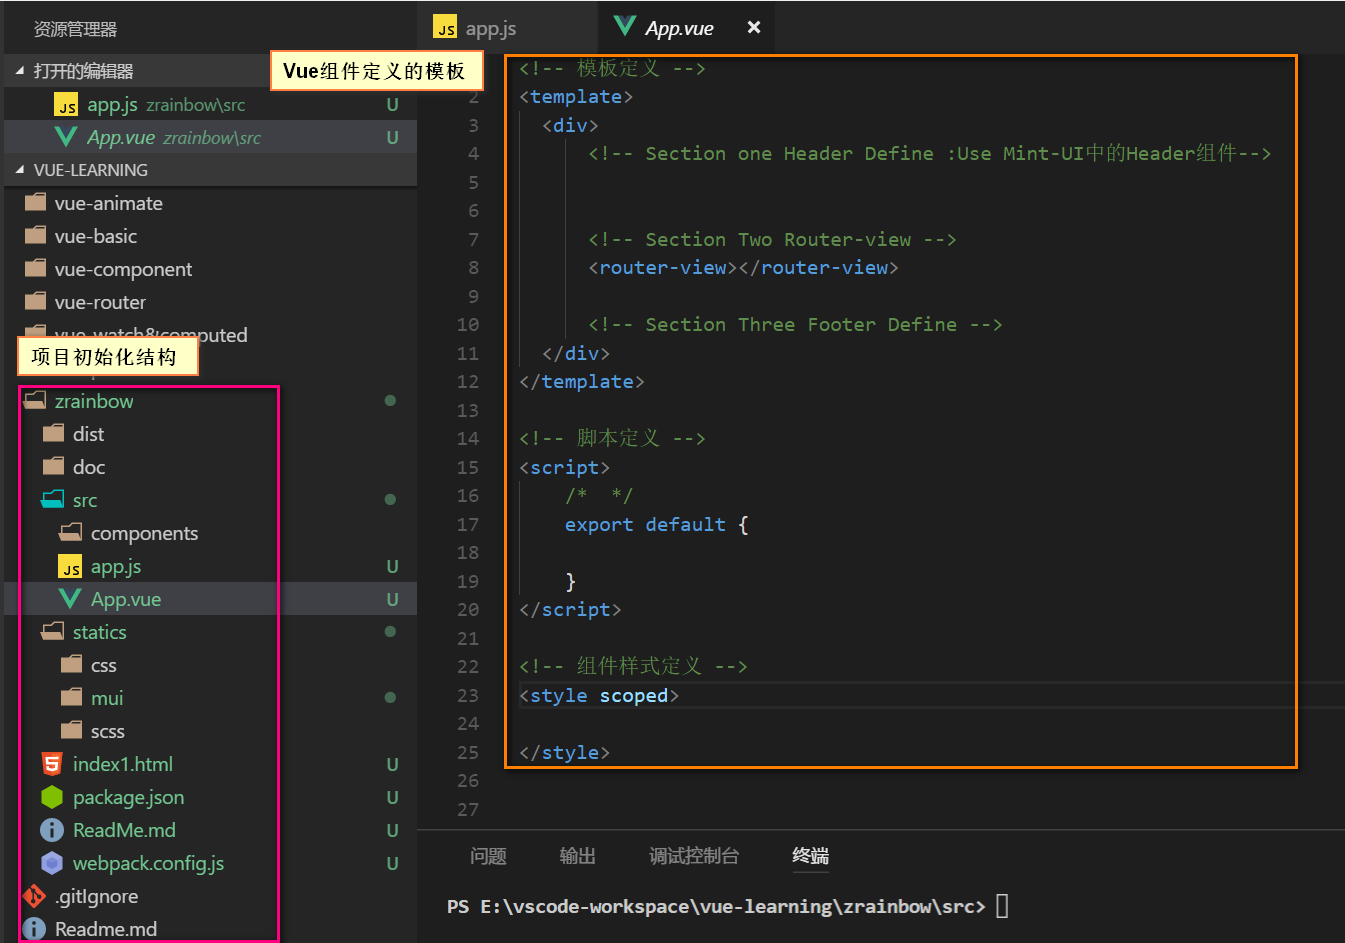 资源管理器
打开的编辑器
JS app.js zrainbow\src U
App.vue zrainbow\src U
VUE-LEARNING
vue-animate
vue-basic
vue-component
vue-router
vue-watch&computed
项目初始化结构
zrainbow
dist
doc
src
components
JS app.js U
App.vue U
statics
css
mui
scss
index1.html U
package.json U
ReadMe.md U
webpack.config.js U
.gitIgnore
Readme.md
JS app.js
App.vue ×
Vue组件定义的模板
<!-- 模板定义 -->
2 <template>
3 <div>
4 <!-- Section one Header Define :Use Mint-UI中的Header组件-->
5
6
7 <!-- Section Two Router-view -->
8 <router-view></router-view>
9
10 <!-- Section Three Footer Define -->
11 </div>
12 </template>
13
14 <!-- 脚本定义 -->
15 <script>
16 /*  */
17 export default {
18
19 }
20 </script>
21
22 <!-- 组件样式定义 -->
23 <style scoped>
24
25 </style>
26
27
问题 输出 调试控制台 终端
PS E:\vscode-workspace\vue-learning\zrainbow\src>